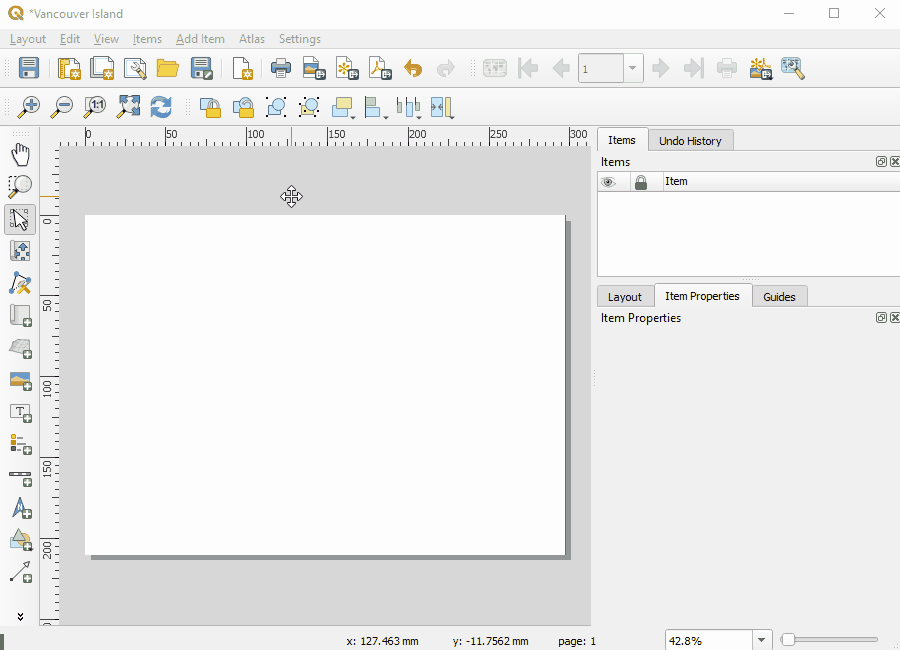 *Vancouver Island
Layout Edit View Items Add Item Atlas Settings
1
1:1
0 50 100 150 200 250 300
Items Undo History
Items
Item
0
50
100
150
200
T
Layout Item Properties Guides
Item Properties
x: 127.463 mm y: -11.7562 mm page: 1 42.8%